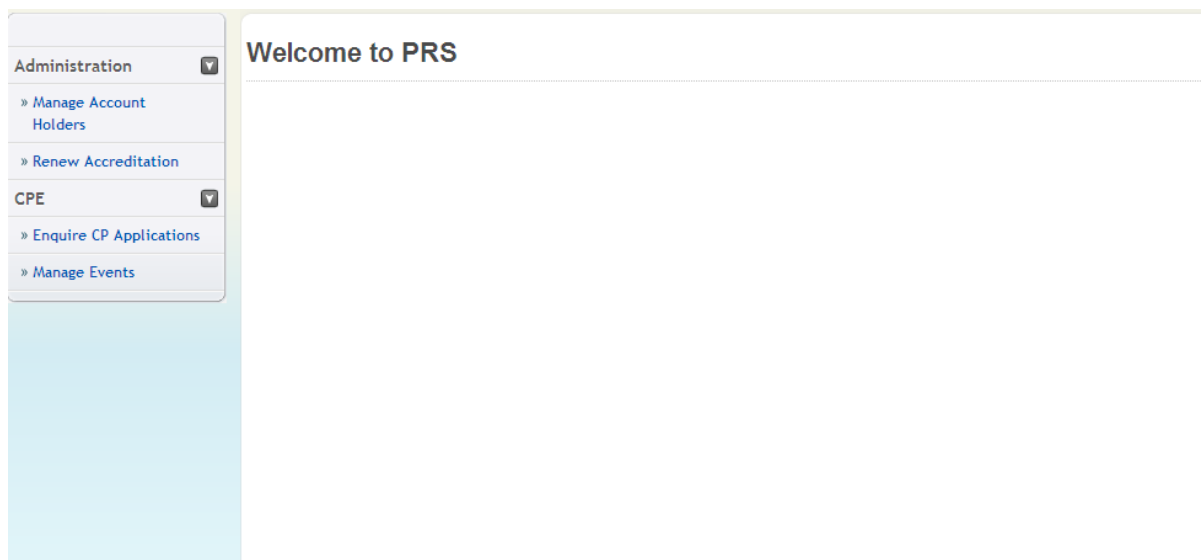 Administration
» Manage Account
Holders
» Renew Accreditation
CPE
» Enquire CP Applications
» Manage Events
Welcome to PRS